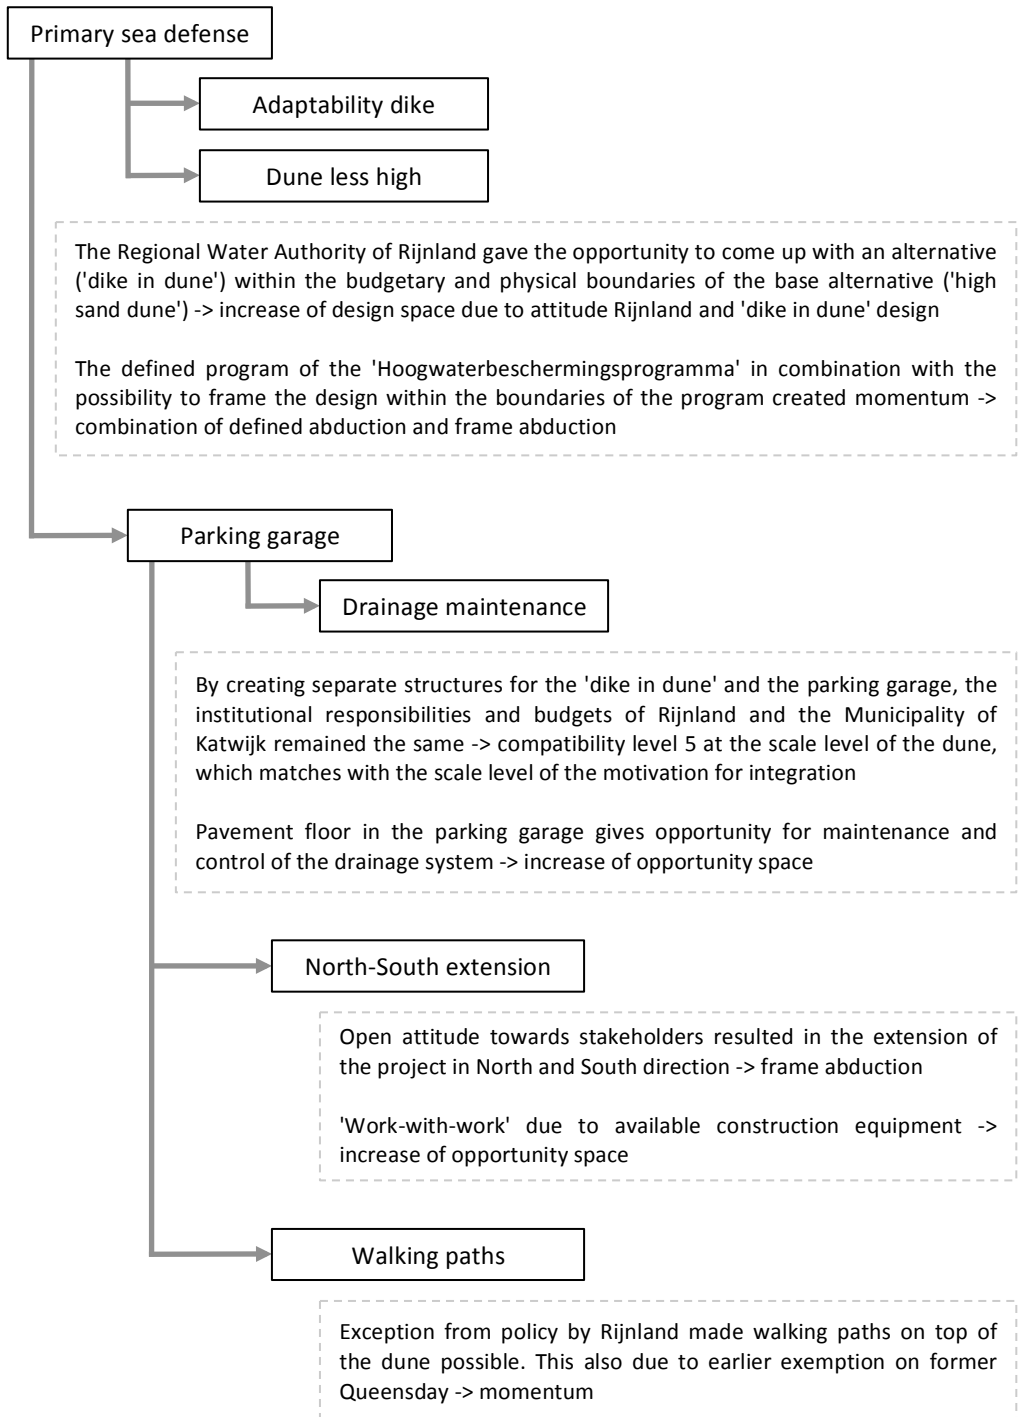 Primary sea defense
Adaptability dike
Dune less high
The Regional Water Authority of Rijnland gave the opportunity to come up with an alternative
('dike in dune') within the budgetary and physical boundaries of the base alternative ('high
sand dune') -> increase of design space due to attitude Rijnland and 'dike in dune' design
The defined program of the 'Hoogwaterbeschermingsprogramma' in combination with the
possibility to frame the design within the boundaries of the program created momentum ->
combination of defined abduction and frame abduction
Parking garage
Drainage maintenance
By creating separate structures for the 'dike in dune' and the parking garage, the
institutional responsibilities and budgets of Rijnland and the Municipality of
Katwijk remained the same -> compatibility level 5 at the scale level of the dune,
which matches with the scale level of the motivation for integration
Pavement floor in the parking garage gives opportunity for maintenance and
control of the drainage system -> increase of opportunity space
North-South extension
Open attitude towards stakeholders resulted in the extension of
the project in North and South direction -> frame abduction
'Work-with-work' due to available construction equipment ->
increase of opportunity space
Walking paths
Exception from policy by Rijnland made walking paths on top of
the dune possible. This also due to earlier exemption on former
Queensday -> momentum